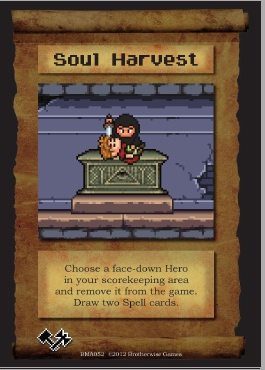 Soul Harvest
Choose a face-down Hero
in your scorekeeping area
and remove it from the game.
Draw two Spell cards.
BMA052 ©2012 Brotherwise Games